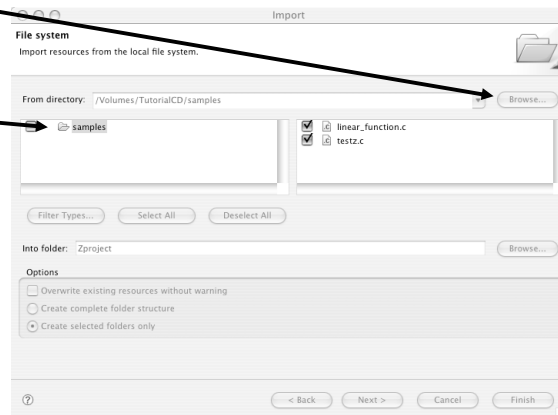 Import
File system
Import resources from the local file system.
From directory: /Volumes/TutorialCD/samples
Browse...
samples
linear_function.c
testz.c
Filter Types...
Select All
Deselect All
Into folder: Zproject
Browse...
Options
Overwrite existing resources without warning
Create complete folder structure
Create selected folders only
?
< Back
Next >
Cancel
Finish